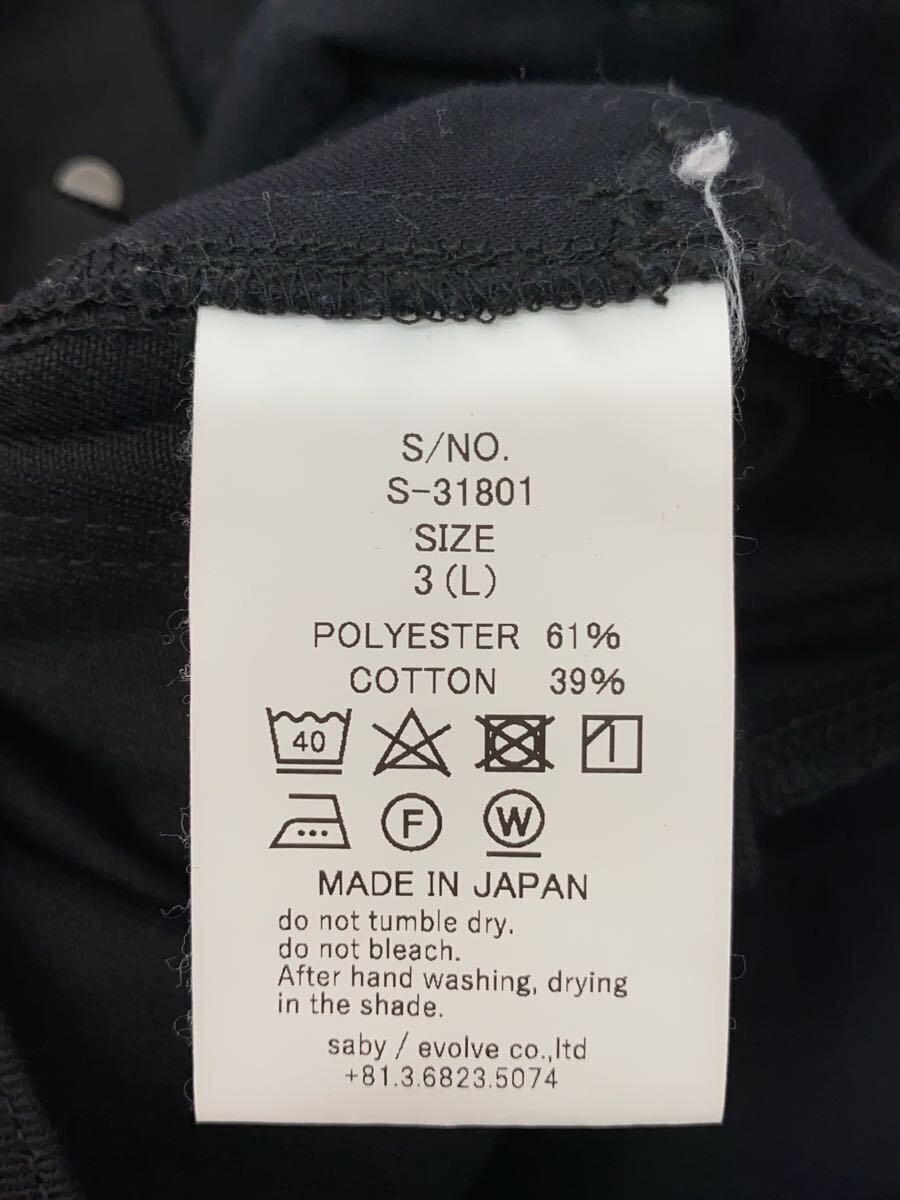 S/NO.
S-31801
SIZE
3(L)
POLYESTER 61%
COTTON 39%
40
F W
MADE IN JAPAN
do not tumble dry.
do not bleach.
After hand washing, drying
in the shade.
saby / evolve co.,ltd
+81.3.6823.5074